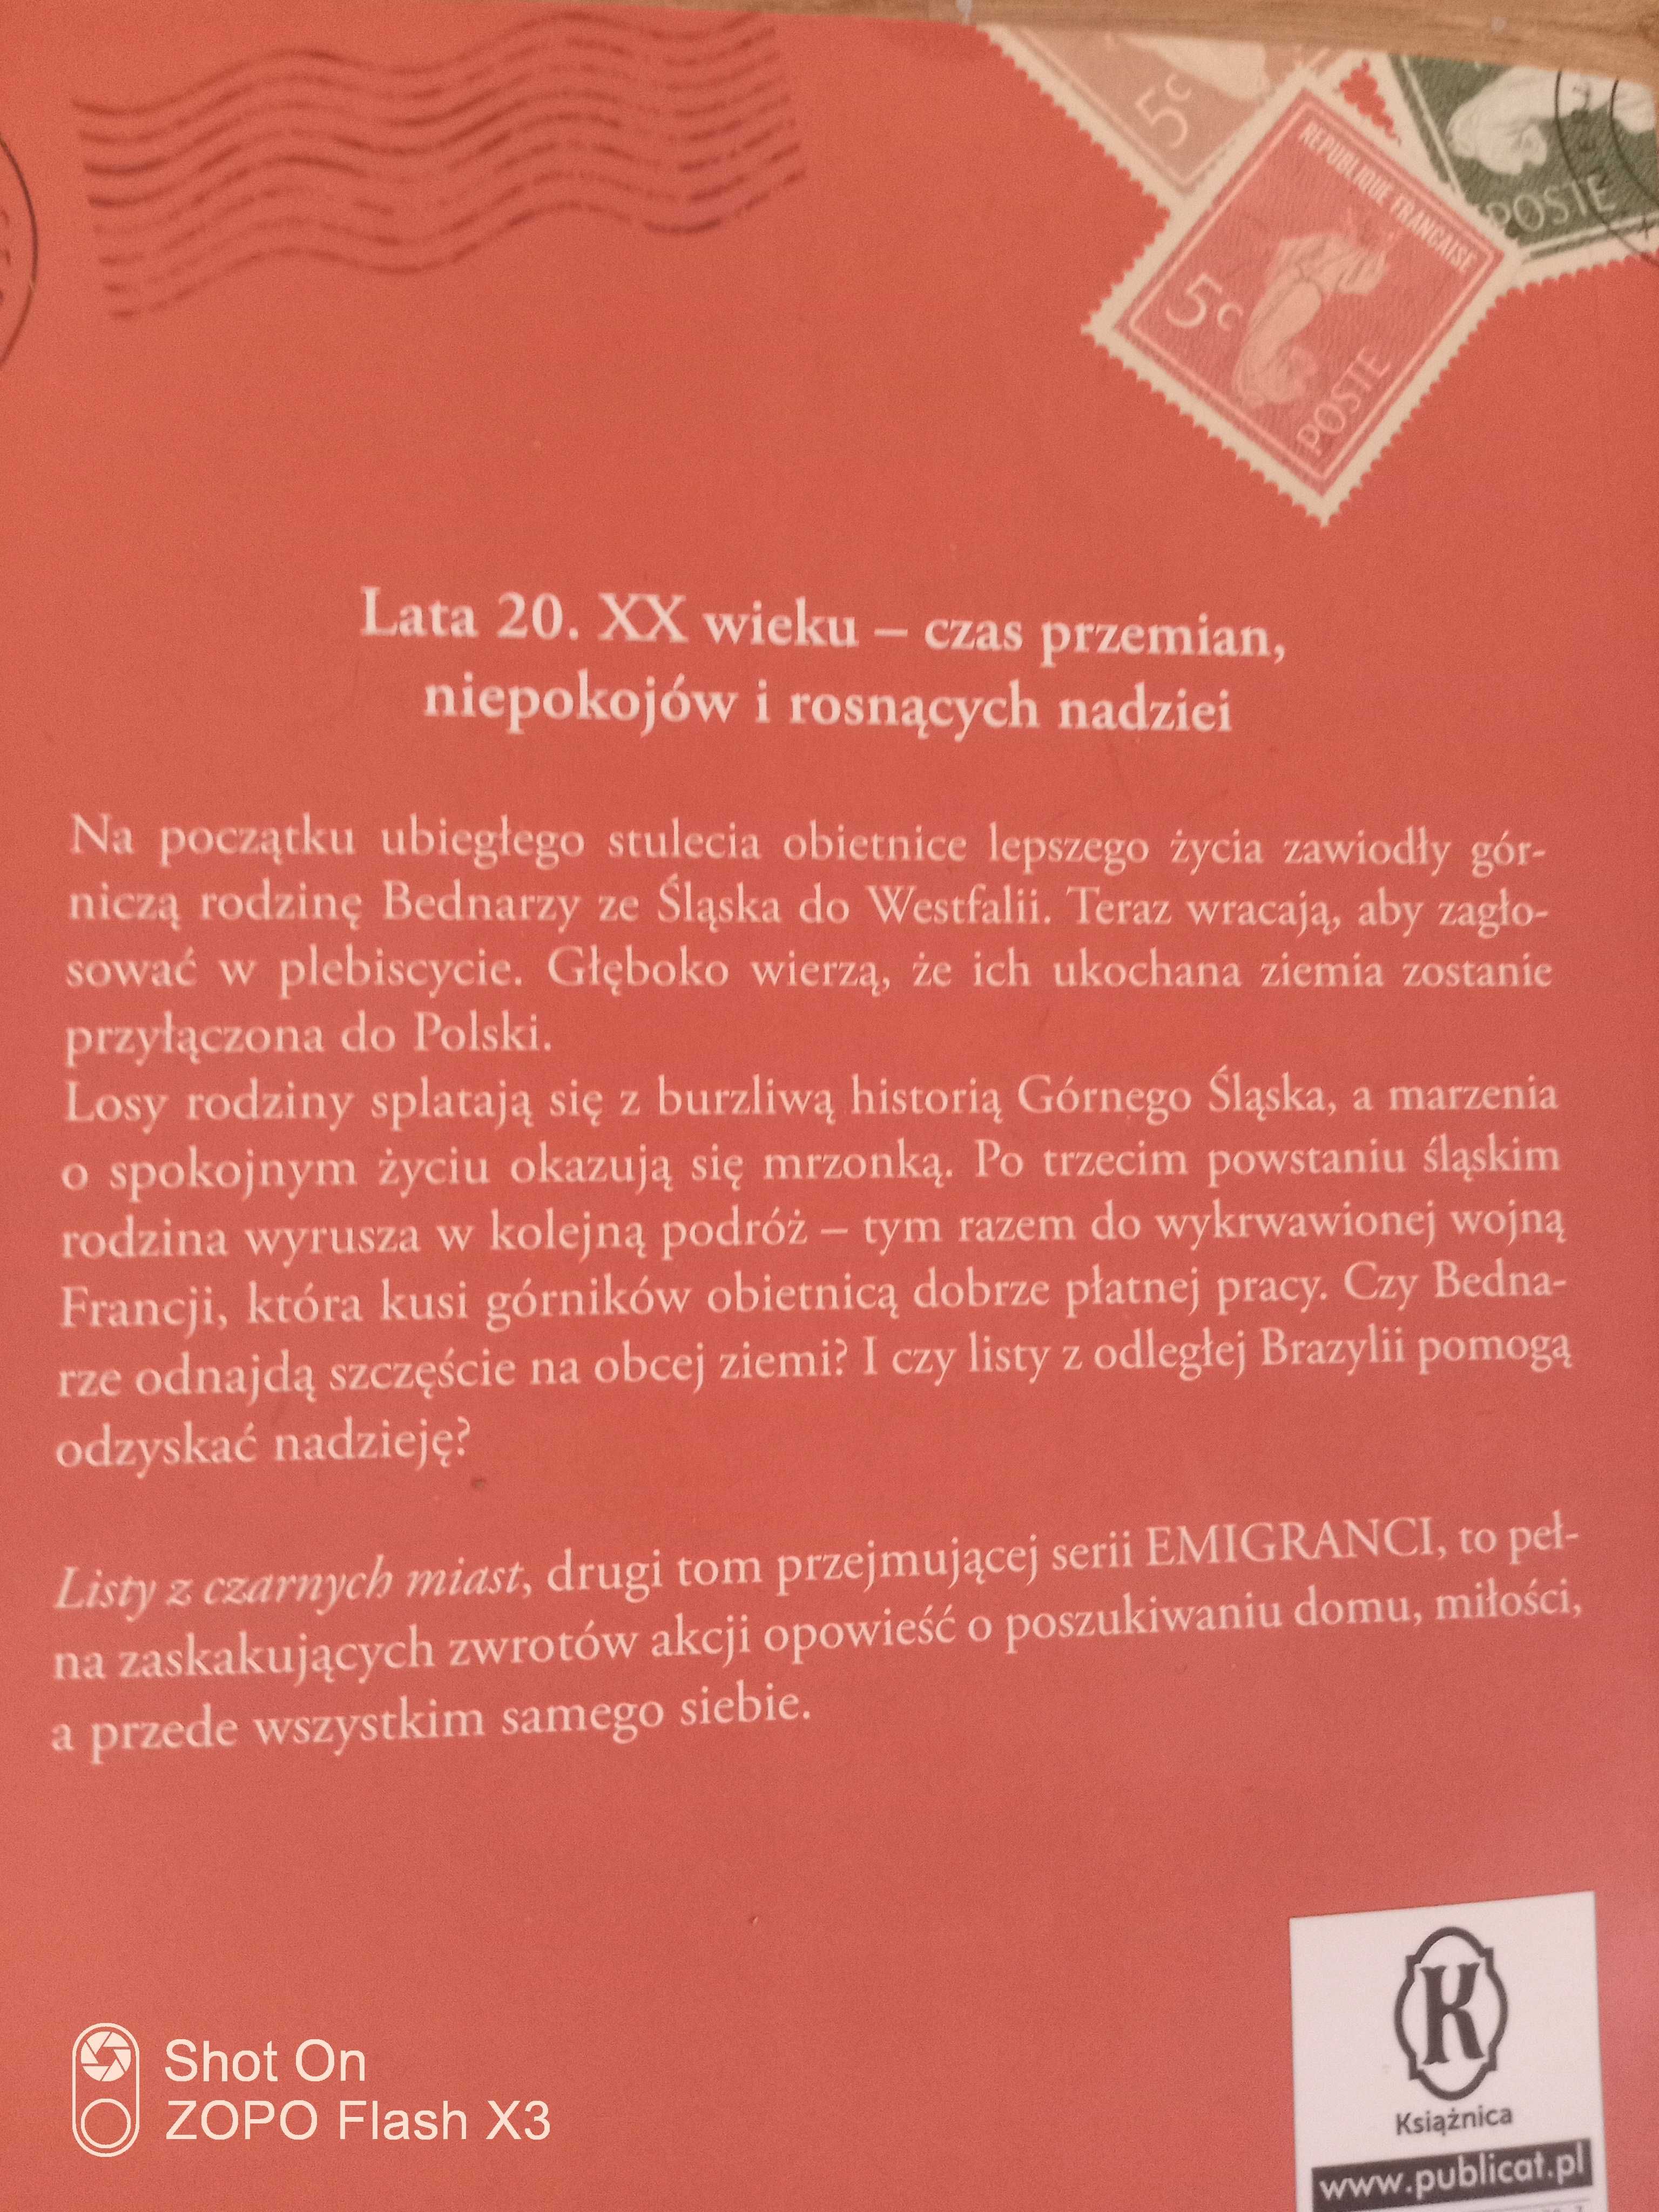 5c
REPUBLIQUE FRANCAISE
5c
POSTE
POSTE
Lata 20. XX wieku – czas przemian,
niepokojów i rosnących nadziei
Na początku ubiegłego stulecia obietnice lepszego życia zawiodły gór-
niczą rodzinę Bednarzy ze Śląska do Westfalii. Teraz wracają, aby zagło-
sować w plebiscycie. Głęboko wierzą, że ich ukochana ziemia zostanie
przyłączona do Polski.
Losy rodziny splatają się z burzliwą historią Górnego Śląska, a marzenia
o spokojnym życiu okazują się mrzonką. Po trzecim powstaniu śląskim
rodzina wyrusza w kolejną podróż – tym razem do wykrwawionej wojną
Francji, która kusi górników obietnicą dobrze płatnej pracy. Czy Bedna-
rze odnajdą szczęście na obcej ziemi? I czy listy z odległej Brazylii pomogą
odzyskać nadzieję?
Listy z czarnych miast, drugi tom przejmującej serii EMIGRANCI, to peł-
na zaskakujących zwrotów akcji opowieść o poszukiwaniu domu, miłości,
a przede wszystkim samego siebie.
K
Książnica
www.publicat.pl
Shot On
ZOPO Flash X3